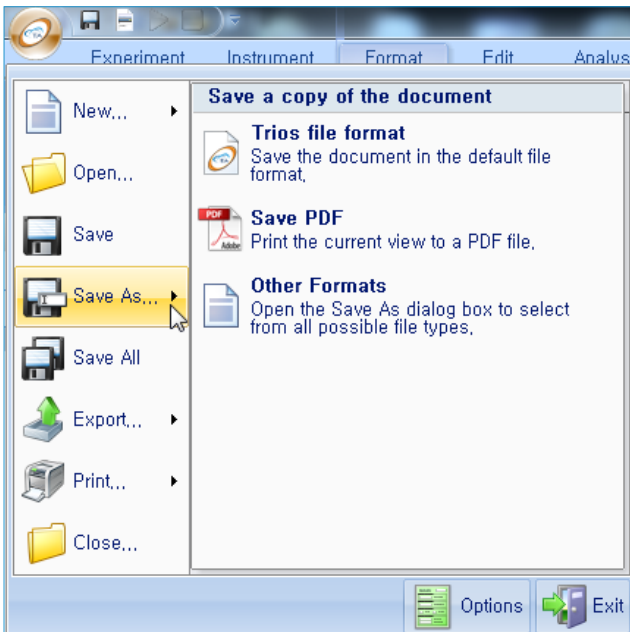 Experiment Instrument Format Edit Analys
New...
Open...
Save
Save As...
Save All
Export...
Print...
Close...
Save a copy of the document
Trios file format
Save the document in the default file
format.
Save PDF
Print the current view to a PDF file.
Other Formats
Open the Save As dialog box to select
from all possible file types.
PDF
Adobe
Options Exit